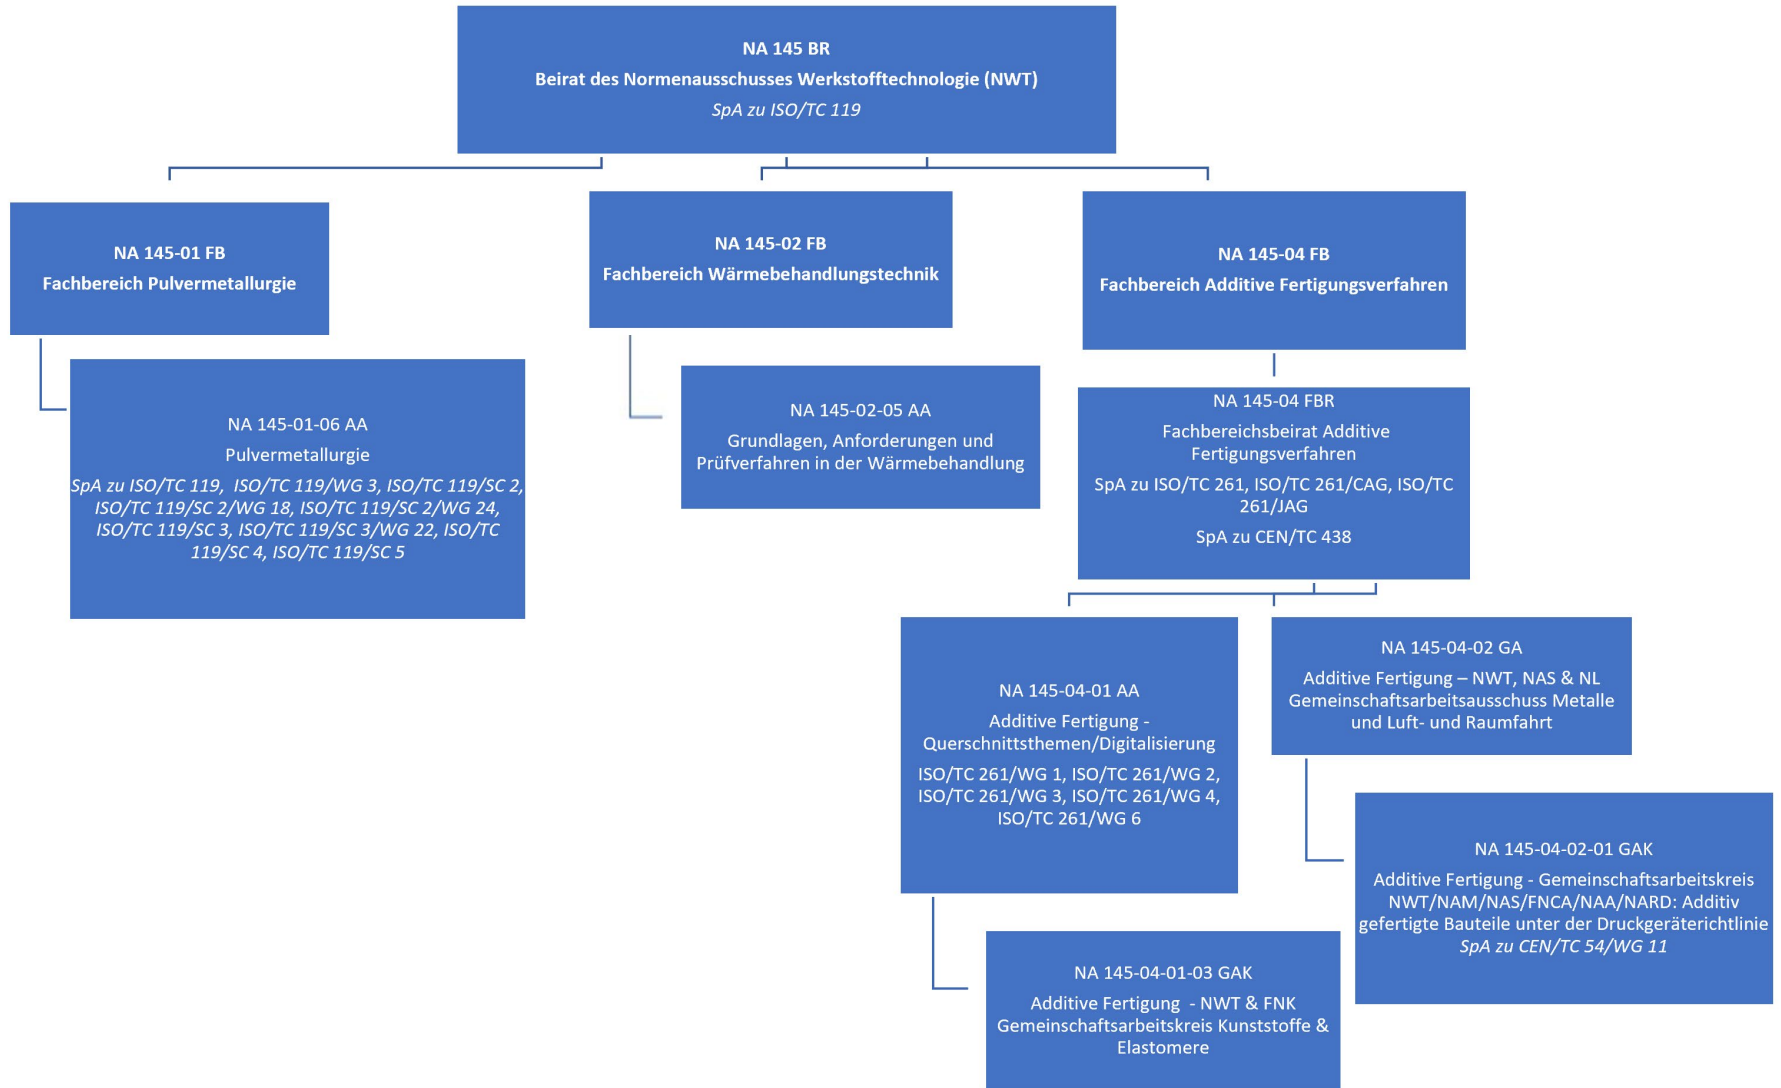 NA 145 BR
Beirat des Normenausschusses Werkstofftechnologie (NWT)
SpA zu ISO/TC 119
NA 145-01 FB
Fachbereich Pulvermetallurgie
NA 145-02 FB
Fachbereich Wärmebehandlungstechnik
NA 145-04 FB
Fachbereich Additive Fertigungsverfahren
NA 145-01-06 AA
Pulvermetallurgie
SpA zu ISO/TC 119,  ISO/TC 119/WG 3, ISO/TC 119/SC 2,
ISO/TC 119/SC 2/WG 18, ISO/TC 119/SC 2/WG 24,
ISO/TC 119/SC 3, ISO/TC 119/SC 3/WG 22, ISO/TC
119/SC 4, ISO/TC 119/SC 5
NA 145-02-05 AA
Grundlagen, Anforderungen und
Prüfverfahren in der Wärmebehandlung
NA 145-04 FBR
Fachbereichsbeirat Additive
Fertigungsverfahren
SpA zu ISO/TC 261, ISO/TC 261/CAG, ISO/TC
261/JAG
SpA zu CEN/TC 438
NA 145-04-01 AA
Additive Fertigung -
Querschnittsthemen/Digitalisierung
ISO/TC 261/WG 1, ISO/TC 261/WG 2,
ISO/TC 261/WG 3, ISO/TC 261/WG 4,
ISO/TC 261/WG 6
NA 145-04-02 GA
Additive Fertigung – NWT, NAS & NL
Gemeinschaftsarbeitsausschuss Metalle
und Luft- und Raumfahrt
NA 145-04-02-01 GAK
Additive Fertigung - Gemeinschaftsarbeitskreis
NWT/NAM/NAS/FNCA/NAA/NARD: Additiv
gefertigte Bauteile unter der Druckgeräterichtlinie
SpA zu CEN/TC 54/WG 11
NA 145-04-01-03 GAK
Additive Fertigung  - NWT & FNK
Gemeinschaftsarbeitskreis Kunststoffe &
Elastomere